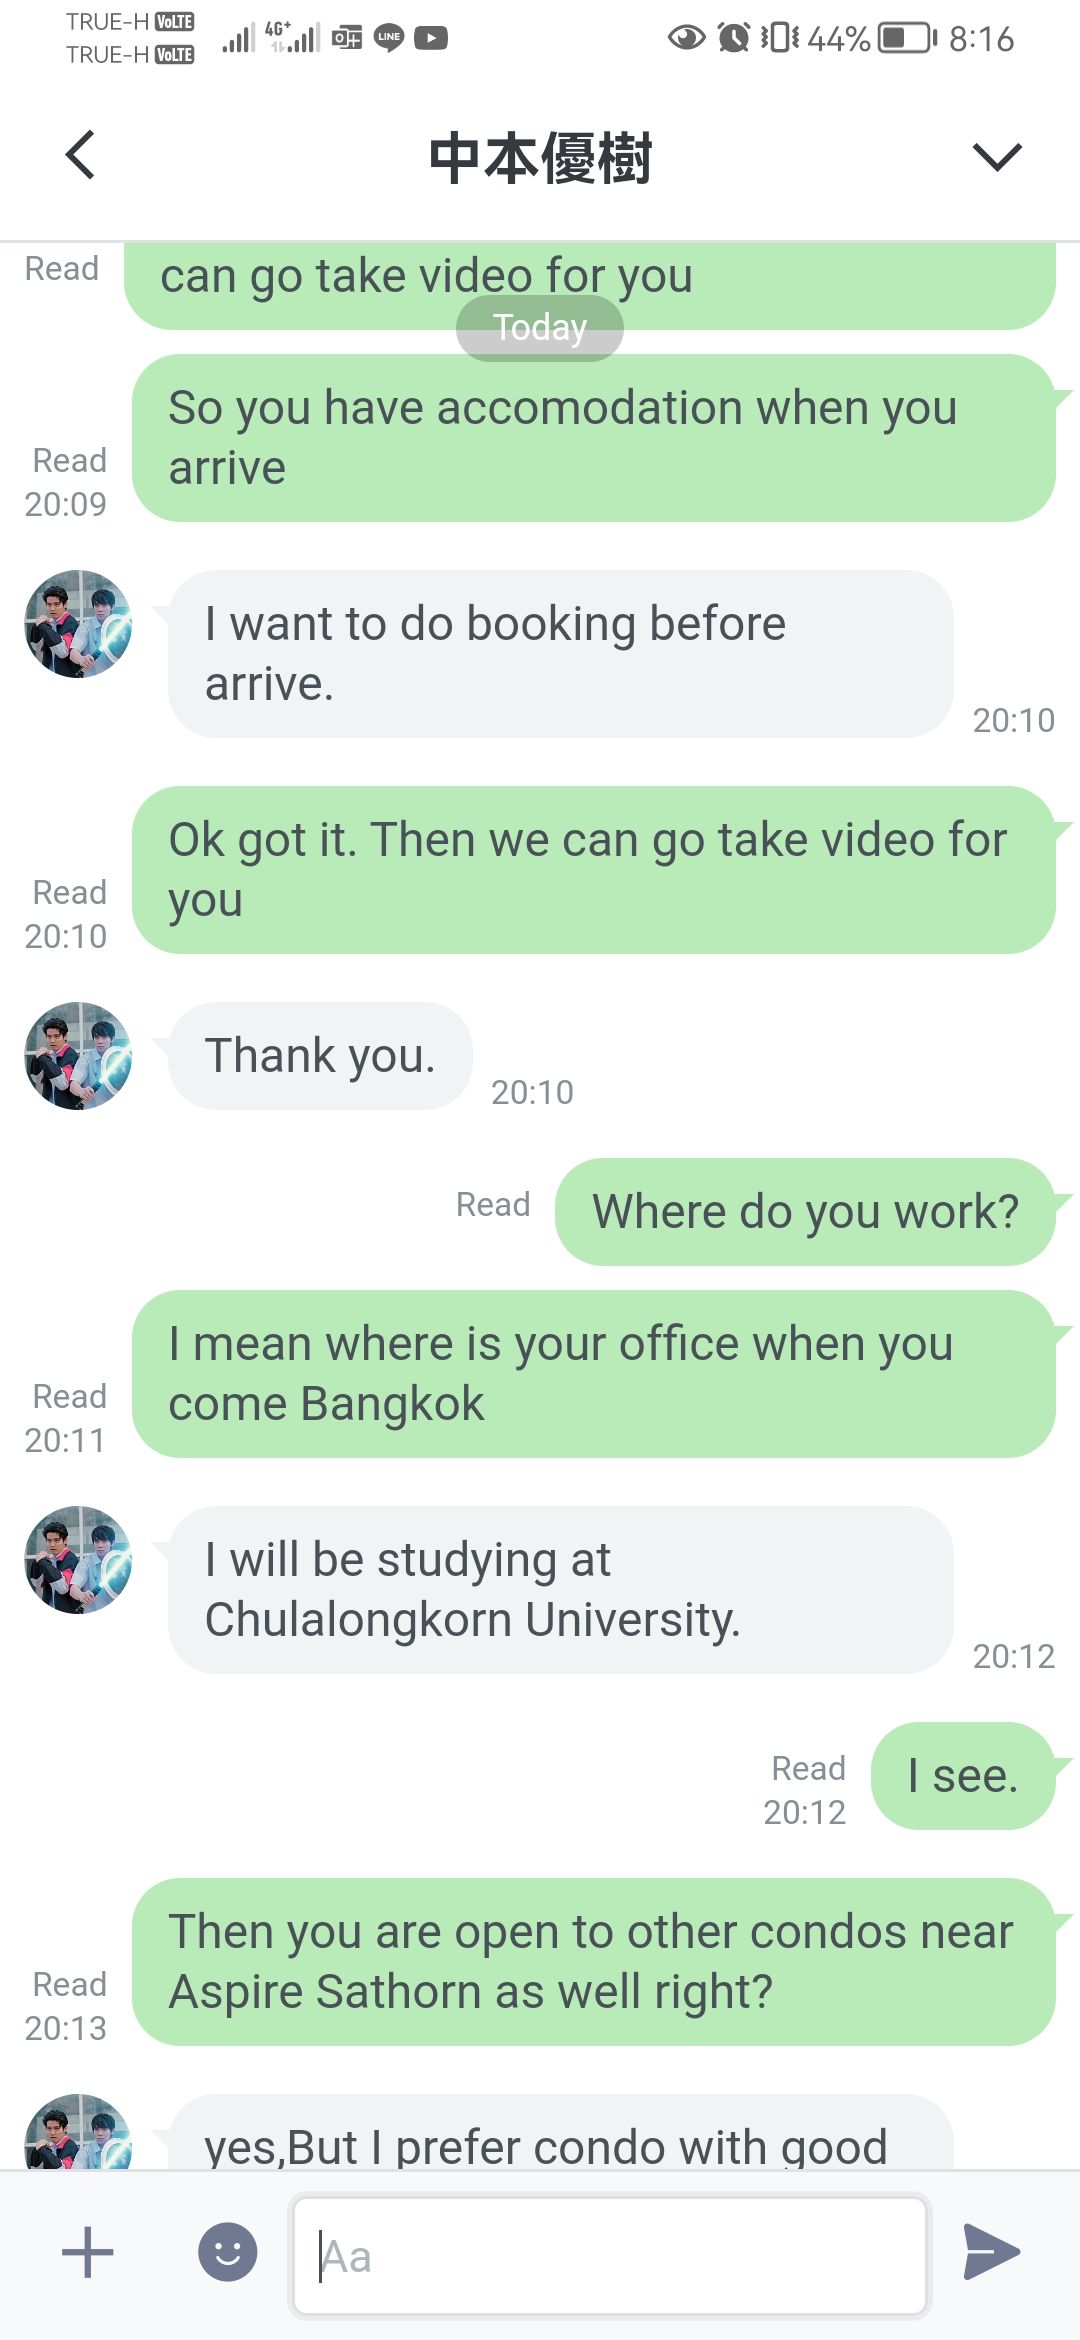 TRUE-H VoLTE
TRUE-H VoLTE
4G+
LINE
44%
8:16
中本優樹
Read
can go take video for you
Today
So you have accomodation when you
arrive
Read
20:09
I want to do booking before
arrive.
20:10
Ok got it. Then we can go take video for
you
Read
20:10
Thank you.
20:10
Read
Where do you work?
I mean where is your office when you
come Bangkok
Read
20:11
I will be studying at
Chulalongkorn University.
20:12
Read
20:12
I see.
Then you are open to other condos near
Aspire Sathorn as well right?
Read
20:13
yes,But I prefer condo with good
Aa